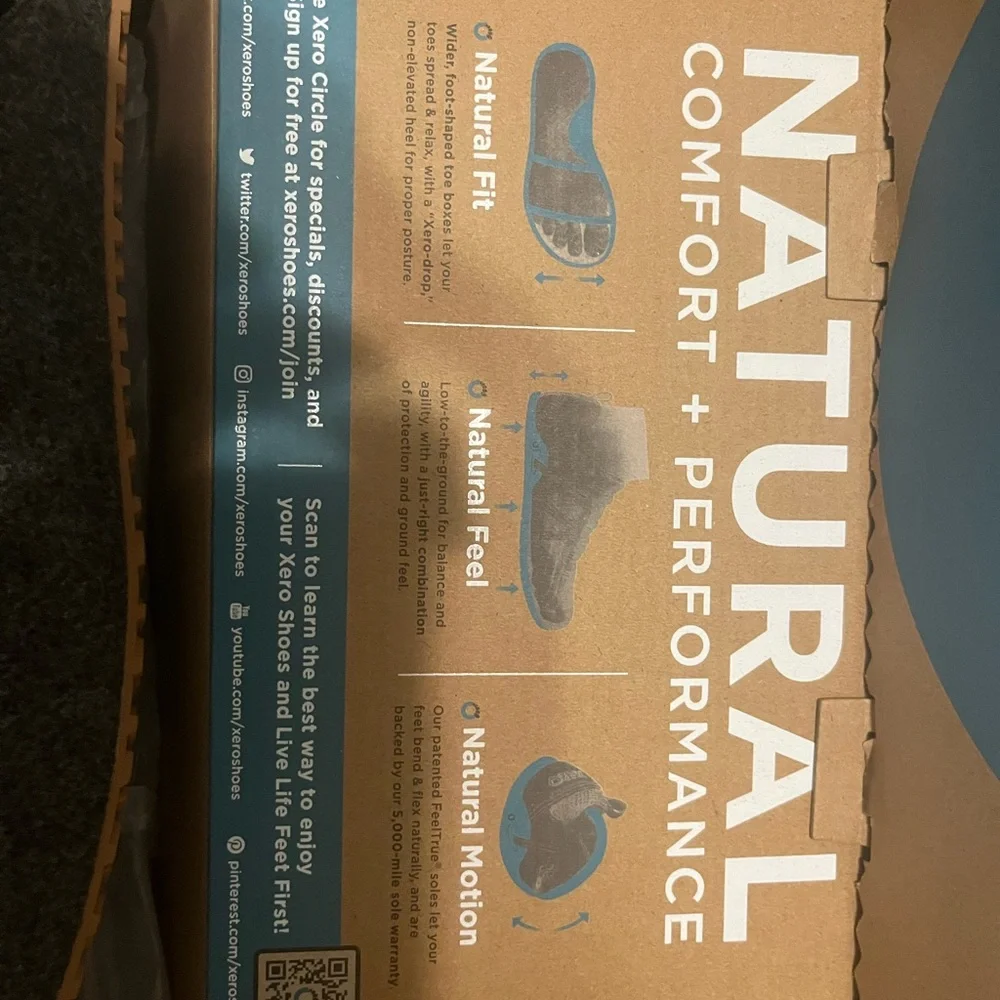 NATURAL
COMFORT + PERFORMANCE
Natural Fit
Wider, foot-shaped toe boxes let your
toes spread & relax, with a "Xero-drop,"
non-elevated heel for proper posture.
Natural Feel
Low-to-the-ground for balance and
agility, with a just-right combination
of protection and ground feel.
Natural Motion
Our patented FeelTrue® soles let your
feet bend & flex naturally, and are
backed by our 5,000-mile sole warranty
e Xero Circle for specials, discounts, and
ign up for free at xeroshoes.com/join
Scan to learn the best way to enjoy
your Xero Shoes and Live Life Feet First!
.com/xeroshoes
twitter.com/xeroshoes
instagram.com/xeroshoes
You Tube
youtube.com/xeroshoes
pinterest.com/xeros